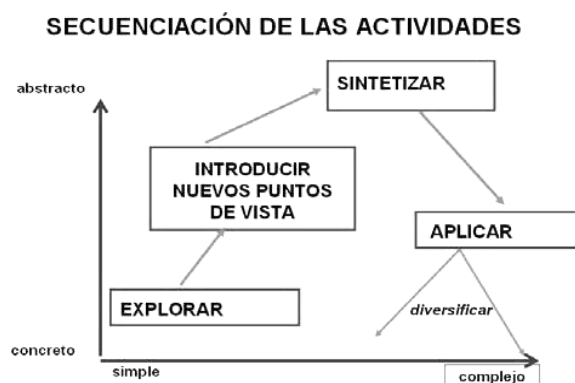 SECUENCIACIÓN DE LAS ACTIVIDADES
abstracto
SINTETIZAR
INTRODUCIR
NUEVOS PUNTOS
DE VISTA
APLICAR
EXPLORAR
diversificar
concreto
simple
complejo